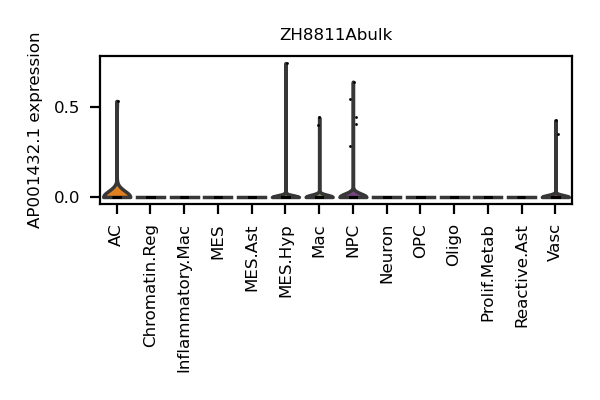 ZH8811Abulk
AP001432.1 expression
0.5
0.0
AC
Chromatin.Reg
Inflammatory.Mac
MES
MES.Ast
MES.Hyp
Mac
NPC
Neuron
OPC
Oligo
Prolif.Metab
Reactive.Ast
Vasc